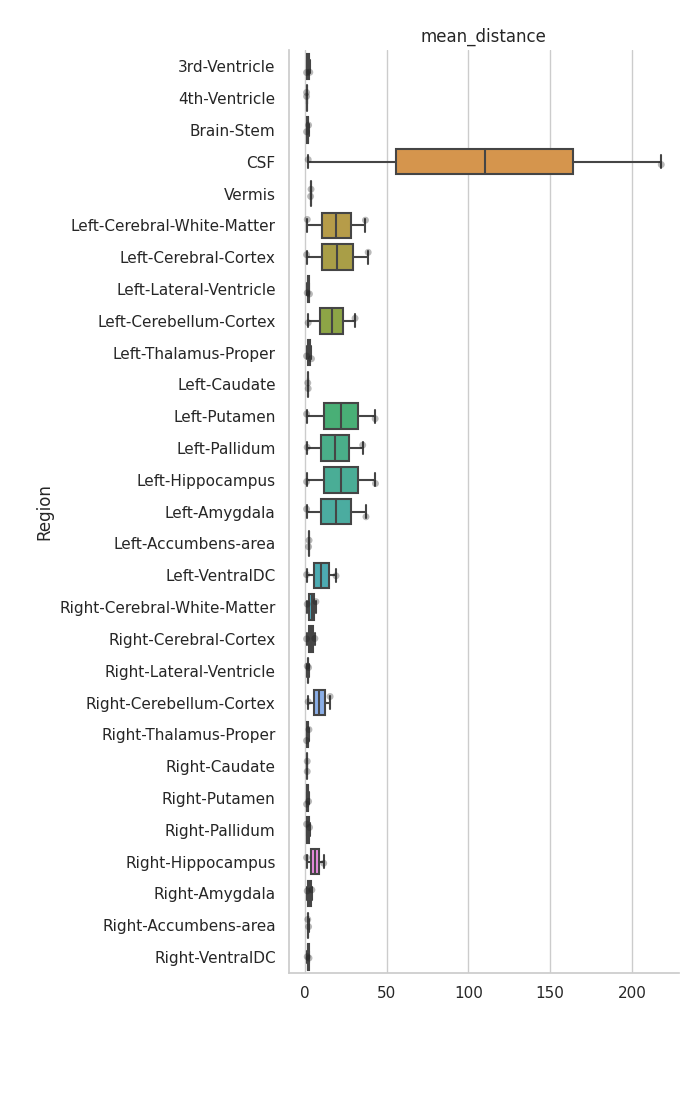 mean_distance
3rd-Ventricle
4th-Ventricle
Brain-Stem
CSF
Vermis
Left-Cerebral-White-Matter
Left-Cerebral-Cortex
Left-Lateral-Ventricle
Left-Cerebellum-Cortex
Left-Thalamus-Proper
Left-Caudate
Left-Putamen
Left-Pallidum
Left-Hippocampus
Left-Amygdala
Left-Accumbens-area
Left-VentralDC
Right-Cerebral-White-Matter
Right-Cerebral-Cortex
Right-Lateral-Ventricle
Right-Cerebellum-Cortex
Right-Thalamus-Proper
Right-Caudate
Right-Putamen
Right-Pallidum
Right-Hippocampus
Right-Amygdala
Right-Accumbens-area
Right-VentralDC
Region
0 50 100 150 200